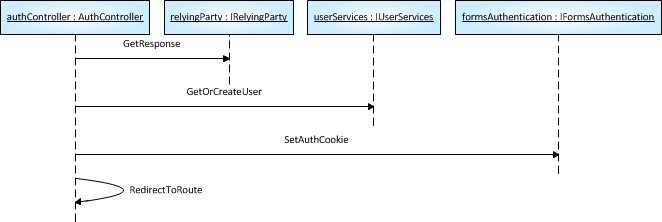 authController : AuthController
relyingParty : IRelyingParty
userServices : IUserServices
formsAuthentication : IFormsAuthentication
GetResponse
GetOrCreateUser
SetAuthCookie
RedirectToRoute